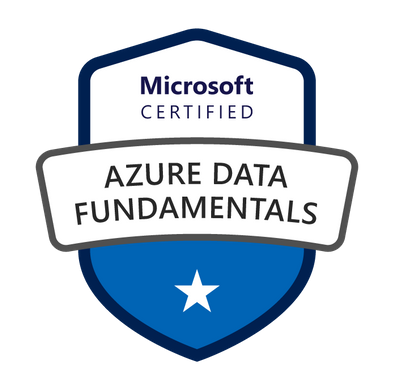 Microsoft
CERTIFIED
AZURE DATA
FUNDAMENTALS